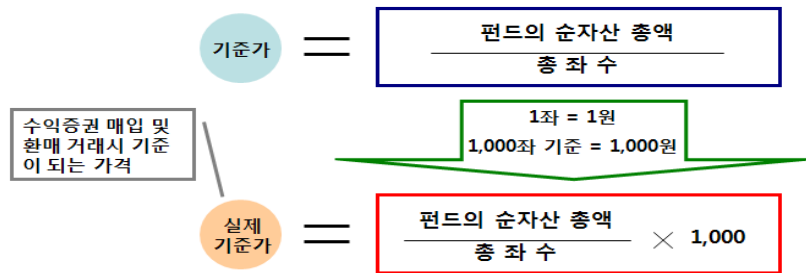 기준가
펀드의 순자산 총액
총 좌 수
수익증권 매입 및
환매 거래시 기준
이 되는 가격
1좌 = 1원
1,000좌 기준 = 1,000원
실제
기준가
펀드의 순자산 총액
총 좌 수
× 1,000